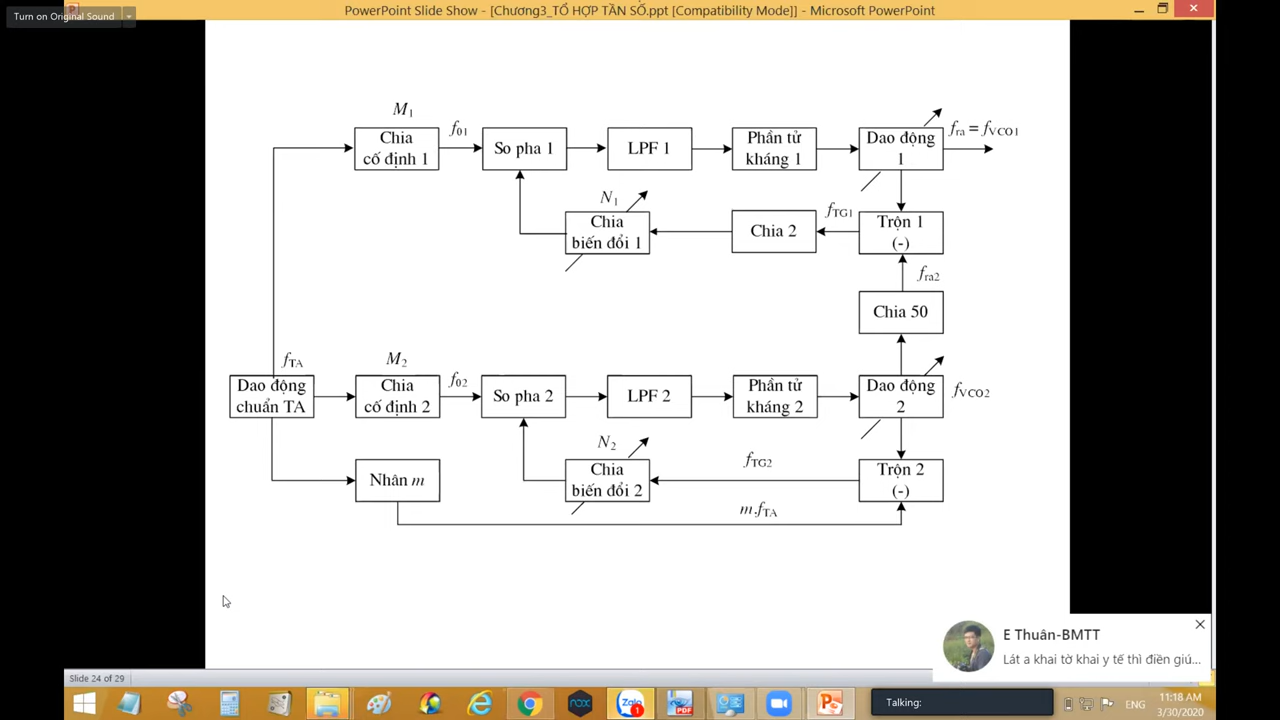 PowerPoint Slide Show - [Chương3_TỔ HỢP TẦN SỐ.ppt [Compatibility Mode]] - Microsoft PowerPoint
Turn on Original Sound
M1
Chia
cố định 1
f01
So pha 1
LPF 1
Phần tử
kháng 1
Dao động
1
fra = fVCO1
N1
Chia
biến đổi 1
Chia 2
fTG1
Trộn 1
(-)
fra2
Chia 50
fTA
Dao động
chuẩn TA
M2
Chia
cố định 2
f02
So pha 2
LPF 2
Phần tử
kháng 2
Dao động
2
fVCO2
Nhân m
N2
Chia
biến đổi 2
fTG2
Trộn 2
(-)
m.fTA
E Thuân-BMTT
Lát a khai tờ khai y tế thì điền giú...
Slide 24 of 29
nox
Zalo
1
PDF
Talking:
ENG
11:18 AM
3/30/2020